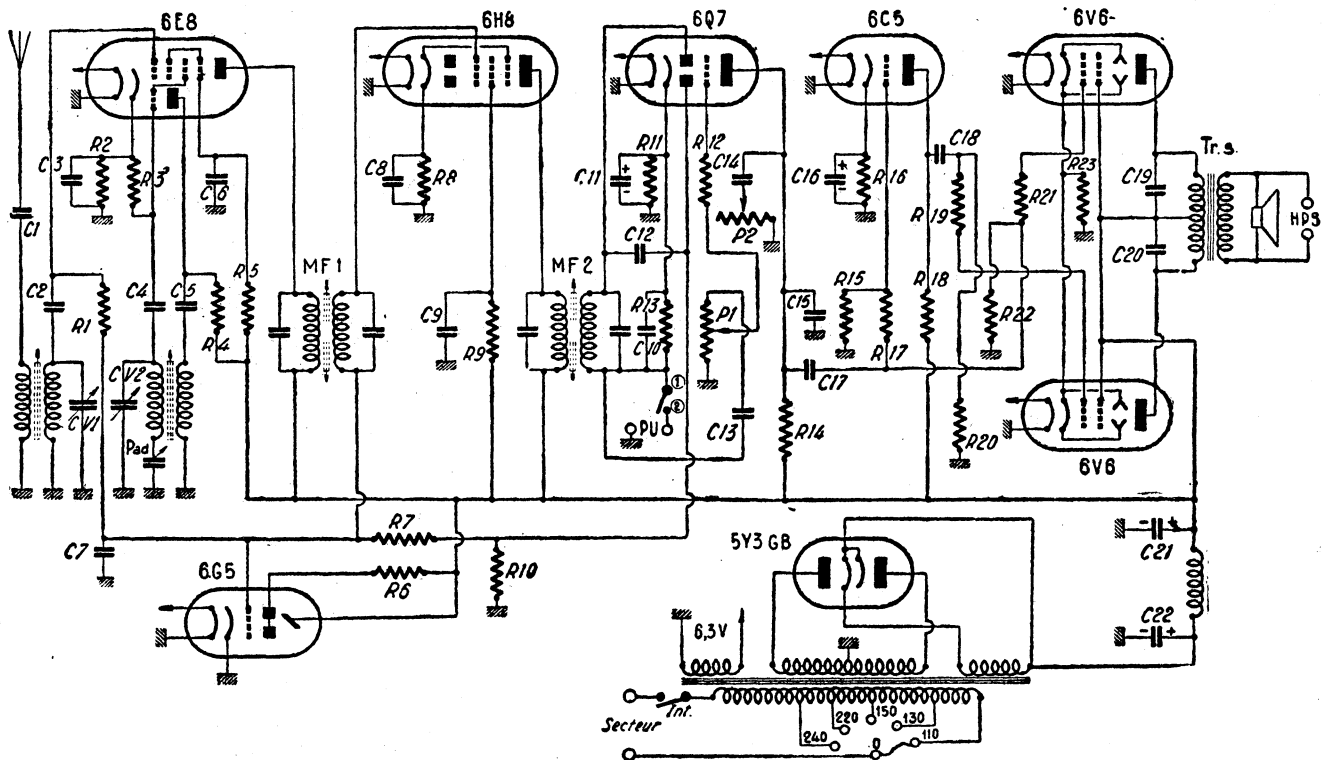 6E8
6H8
6Q7
6C5
6V6-
C3
R2
R3
C6
C8
R8
C11
R11
R12
C14
P2
C16
R16
C18
R19
R21
R23
Tr.s.
C19
C20
HPS
C1
C2
R1
C4
C5
R4
R5
MF1
C9
R9
MF2
C12
R13
C10
P1
C15
R15
R17
R18
R22
CV1
CV2
Pad
①
②
PU
C13
C17
R14
R20
6V6
C7
R7
R6
R10
6G5
5Y3 GB
C21
C22
6,3V
Secteur
Int.
240
220
150
130
110
0